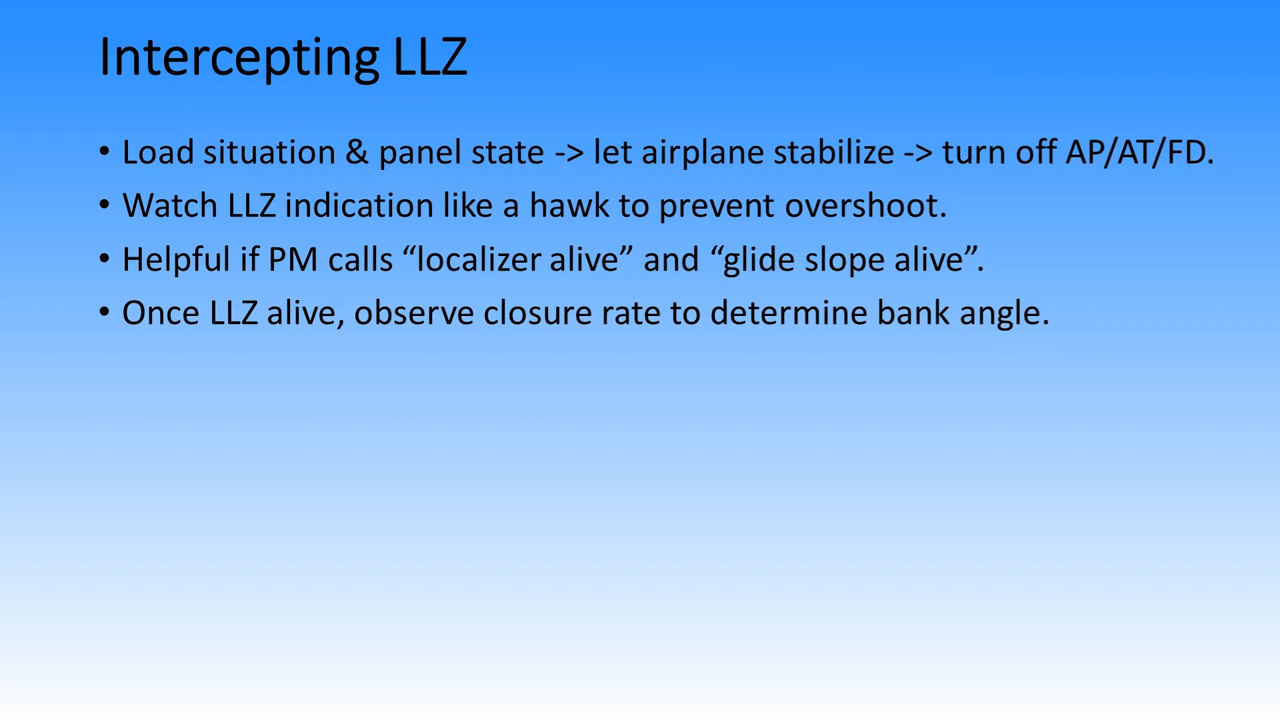 Intercepting LLZ
• Load situation & panel state -> let airplane stabilize -> turn off AP/AT/FD.
• Watch LLZ indication like a hawk to prevent overshoot.
• Helpful if PM calls “localizer alive” and “glide slope alive”.
• Once LLZ alive, observe closure rate to determine bank angle.